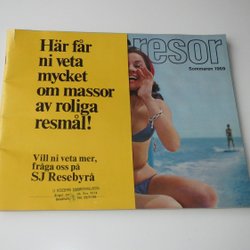 Här får
ni veta
mycket
om massor
av roliga
resmål!
Vill ni veta mer,
fråga oss på
SJ Resebyrå
resor
Sommaren 1969